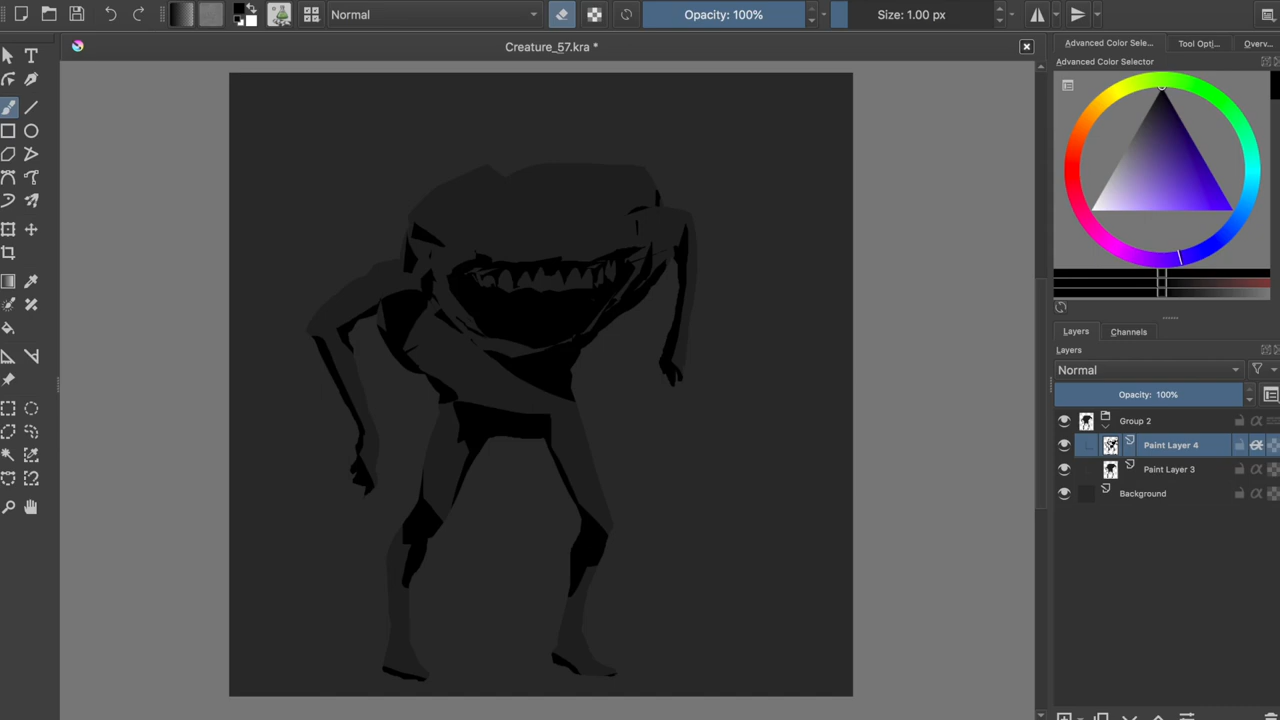 Normal
Opacity: 100%
Size: 1.00 px
Creature_57.kra *
Advanced Color Sele...
Tool Opti...
Overv...
Advanced Color Selector
Layers
Channels
Layers
Normal
Opacity: 100%
Group 2
Paint Layer 4
Paint Layer 3
Background